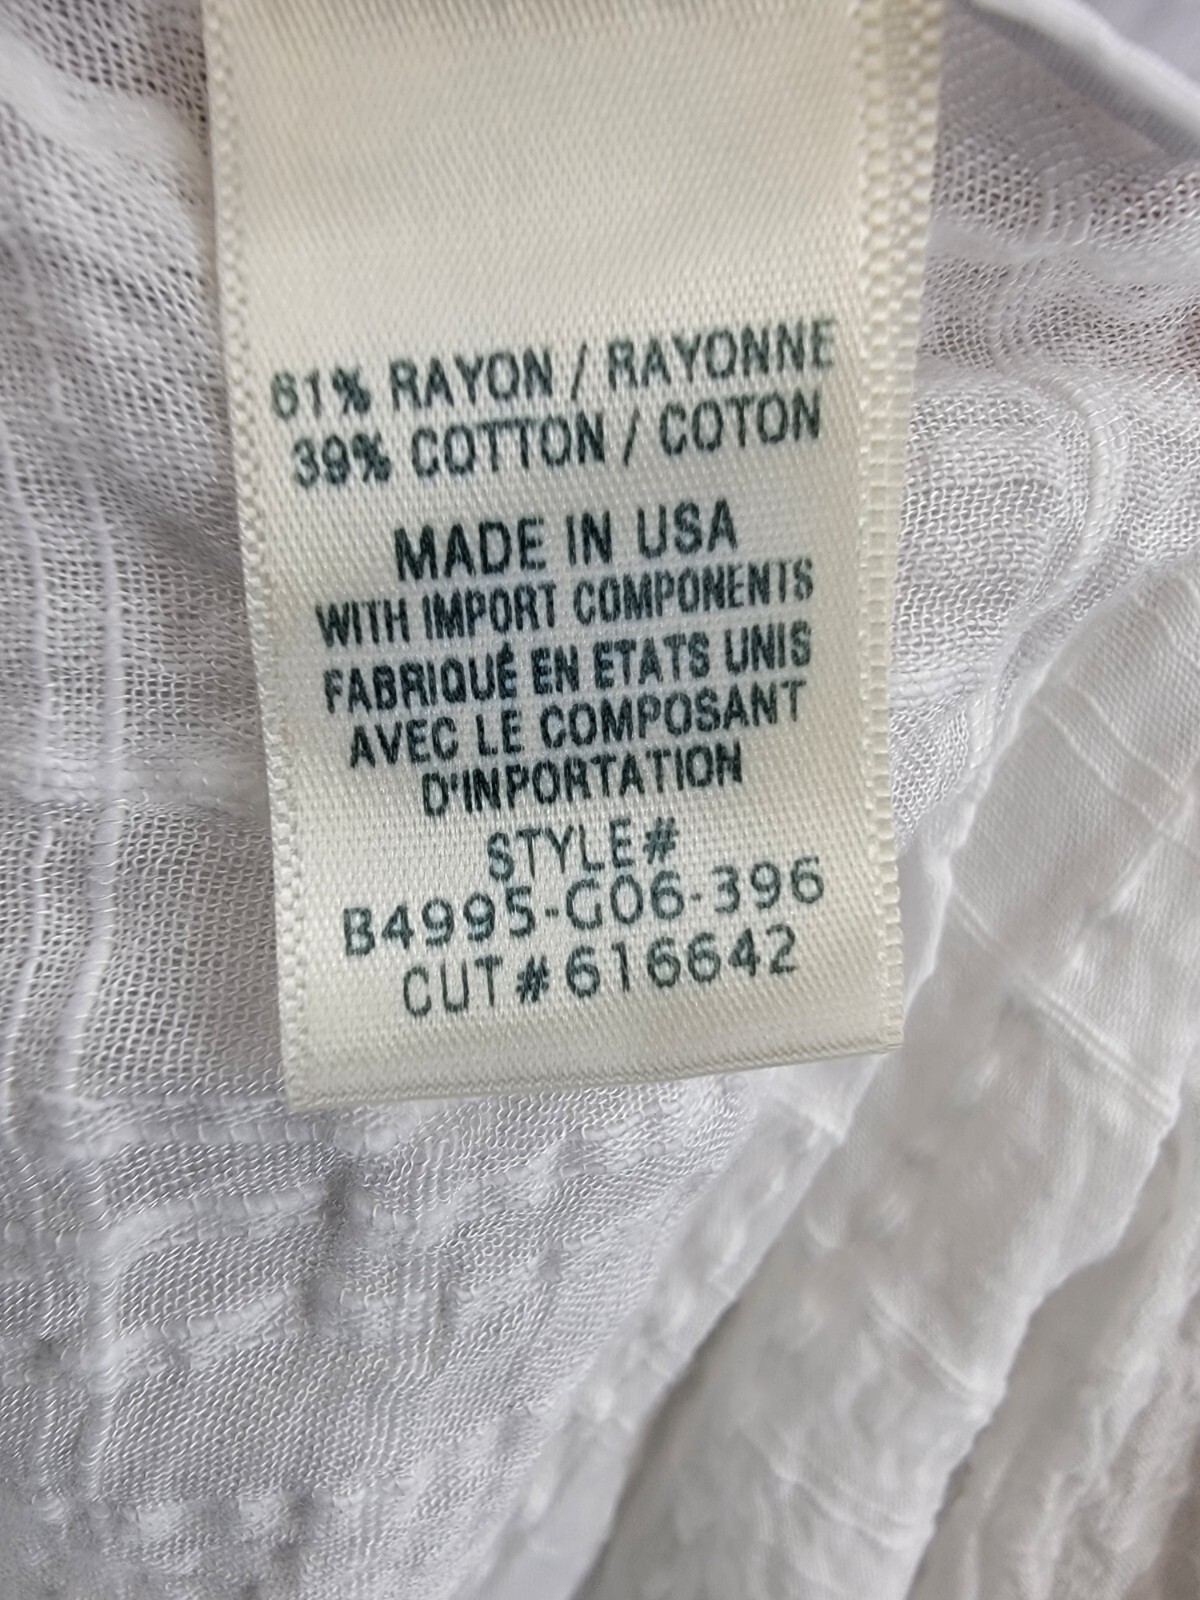 61% RAYON / RAYONNE
39% COTTON / COTON
MADE IN USA
WITH IMPORT COMPONENTS
FABRIQUÉ EN ETATS UNIS
AVEC LE COMPOSANT
D'INPORTATION
STYLE#
B4995-G06-396
CUT#616642